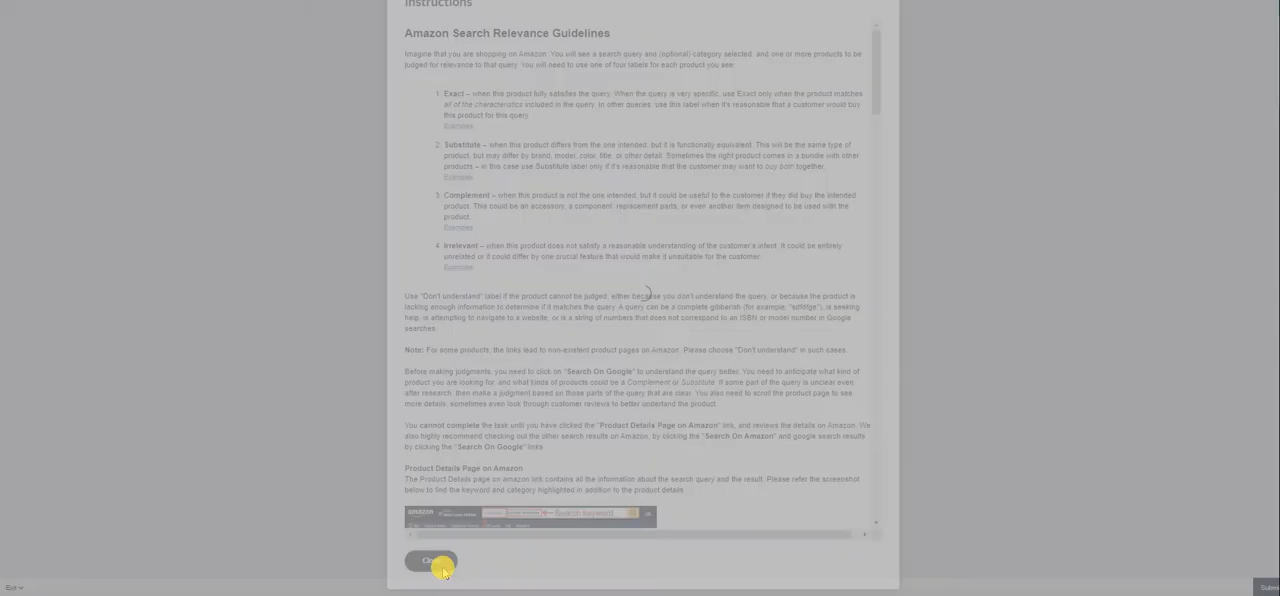 Instructions
Amazon Search Relevance Guidelines
Imagine that you are shopping on Amazon. You will see a search query and (optional) category selected, and one or more products to be
judged for relevance to that query. You will need to use one of four labels for each product you see:
1. Exact – when this product fully satisfies the query. When the query is very specific, use Exact only when the product matches
all of the characteristics included in the query. In other queries, use this label when it's reasonable that a customer would buy
this product for this query.
Examples
2. Substitute – when this product differs from the one intended, but it is functionally equivalent. This will be the same type of
product, but may differ by brand, model, color, title, or other detail. Sometimes the right product comes in a bundle with other
products – in this case use Substitute label only if it's reasonable that the customer may want to buy both together.
Examples
3. Complement – when this product is not the one intended, but it could be useful to the customer if they did buy the intended
product. This could be an accessory, a component, replacement parts, or even another item designed to be used with the
product.
Examples
4. Irrelevant – when this product does not satisfy a reasonable understanding of the customer's intent. It could be entirely
unrelated or it could differ by one crucial feature that would make it unsuitable for the customer.
Examples
Use "Don't understand" label if the product cannot be judged, either because you don't understand the query, or because the product is
lacking enough information to determine if it matches the query. A query can be a complete gibberish (for example, "sdfdfge"), is seeking
help, is attempting to navigate to a website, or is a string of numbers that does not correspond to an ISBN or model number in Google
searches.
Note: For some products, the links lead to non-existent product pages on Amazon. Please choose "Don't understand" in such cases.
Before making judgments, you need to click on "Search On Google" to understand the query better. You need to anticipate what kind of
product you are looking for, and what kinds of products could be a Complement or Substitute. If some part of the query is unclear even
after research, then make a judgment based on those parts of the query that are clear. You also need to scroll the product page to see
more details, sometimes even look through customer reviews to better undertand the product.
You cannot complete the task until you have clicked the "Product Details Page on Amazon" link, and reviews the details on Amazon. We
also highly recommend checking out the other search results on Amazon, by clicking the "Search On Amazon" and google search results
by clicking the "Search On Google" links
Product Details Page on Amazon
The Product Details page on amazon link contains all the information about the search query and the result. Please refer the screenshot
below to find the keyword and category highlighted in addition to the product details
amazon
Search keyword
Exit
Submit